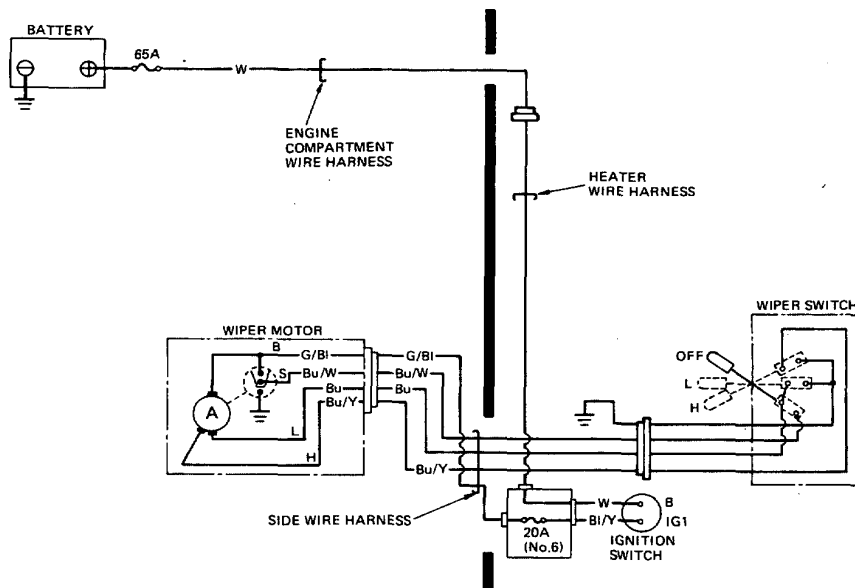 BATTERY
65A
W
ENGINE
COMPARTMENT
WIRE HARNESS
HEATER
WIRE HARNESS
WIPER SWITCH
WIPER MOTOR
B
G/Bl
G/Bl
OFF
S
Bu/W
Bu/W
L
Bu
Bu
H
A
Bu/Y
L
H
Bu/Y
SIDE WIRE HARNESS
W
B
20A
(No.6)
Bl/Y
IG1
IGNITION
SWITCH